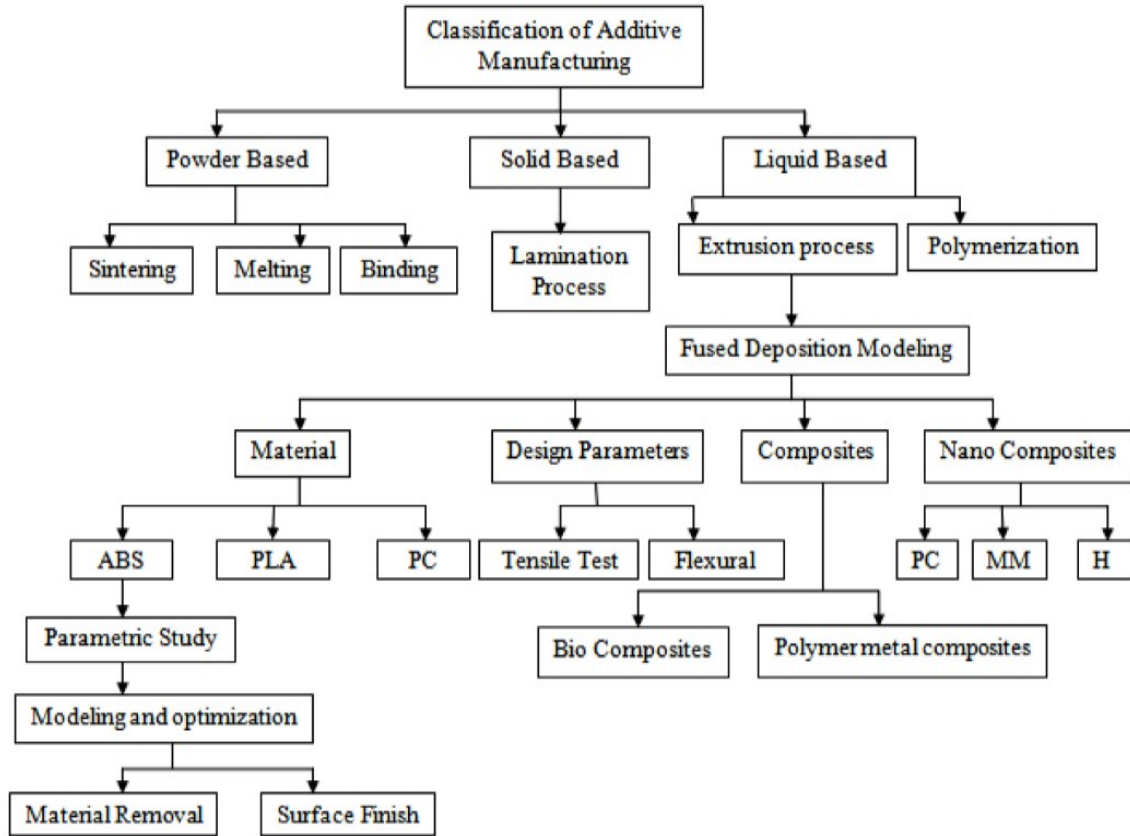 Classification of Additive
Manufacturing
Powder Based
Solid Based
Liquid Based
Sintering
Melting
Binding
Lamination
Process
Extrusion process
Polymerization
Fused Deposition Modeling
Material
Design Parameters
Composites
Nano Composites
ABS
PLA
PC
Tensile Test
Flexural
PC
MM
H
Parametric Study
Bio Composites
Polymer metal composites
Modeling and optimization
Material Removal
Surface Finish